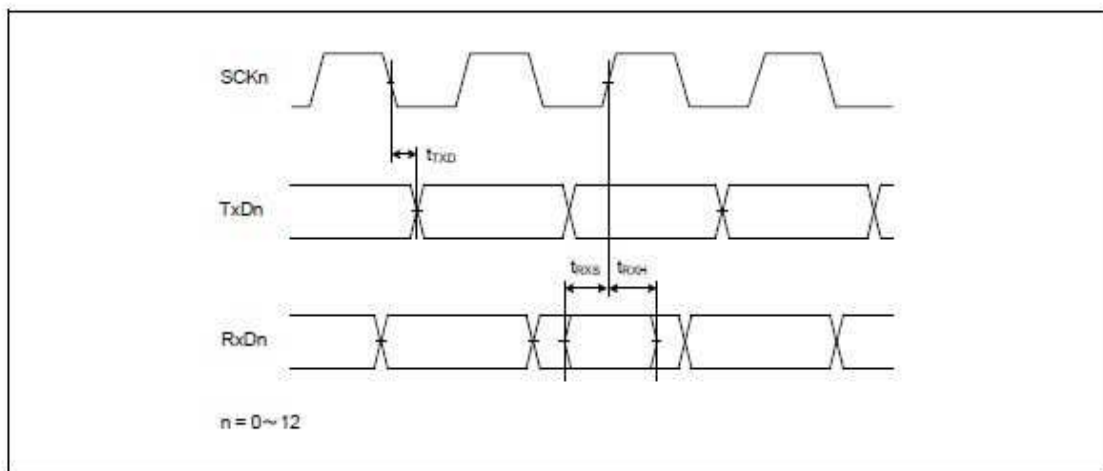 SCKn
tTXD
TxDn
tRXS tRXH
RxDn
n = 0～12